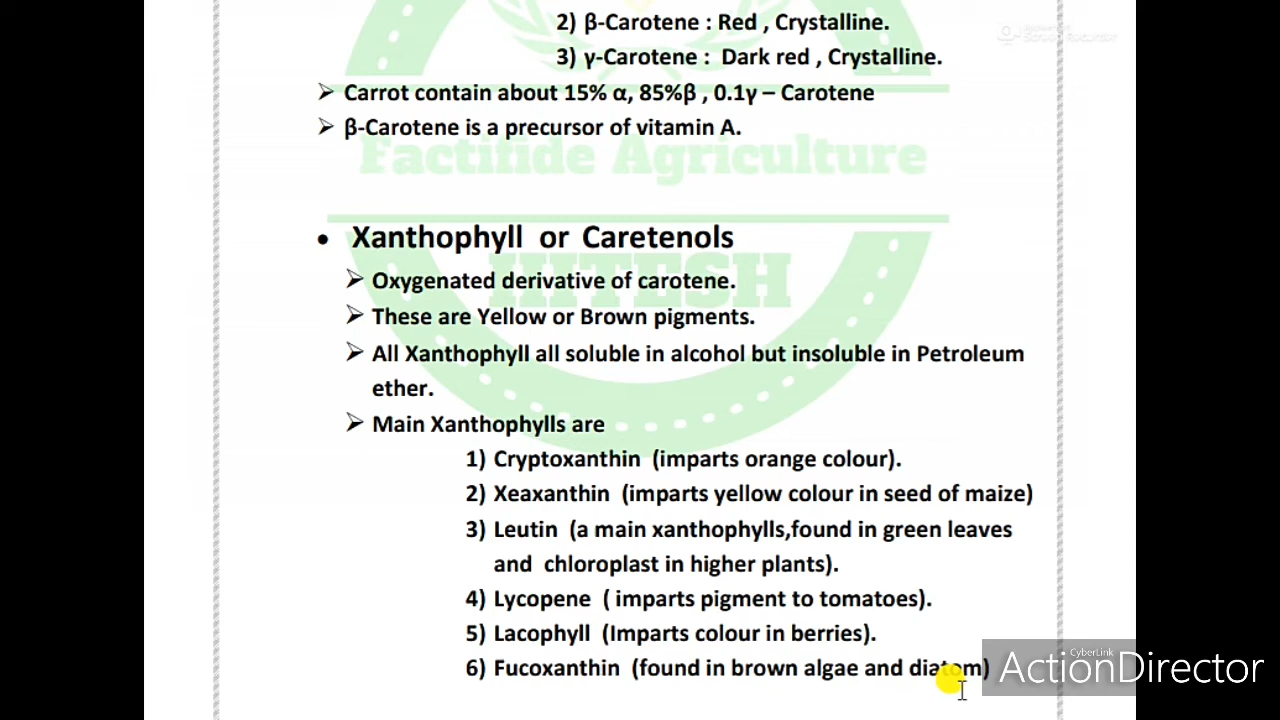 2) β-Carotene : Red , Crystalline.
3) γ-Carotene : Dark red , Crystalline.
➢ Carrot contain about 15% α, 85%β , 0.1γ – Carotene
➢ β-Carotene is a precursor of vitamin A.
Factifide Agriculture
• Xanthophyll or Caretenols
HITESH
➢ Oxygenated derivative of carotene.
➢ These are Yellow or Brown pigments.
➢ All Xanthophyll all soluble in alcohol but insoluble in Petroleum
ether.
➢ Main Xanthophylls are
1) Cryptoxanthin (imparts orange colour).
2) Xeaxanthin (imparts yellow colour in seed of maize)
3) Leutin (a main xanthophylls,found in green leaves
and chloroplast in higher plants).
4) Lycopene ( imparts pigment to tomatoes).
5) Lacophyll (Imparts colour in berries).
6) Fucoxanthin (found in brown algae and diatom)
CyberLink
ActionDirector